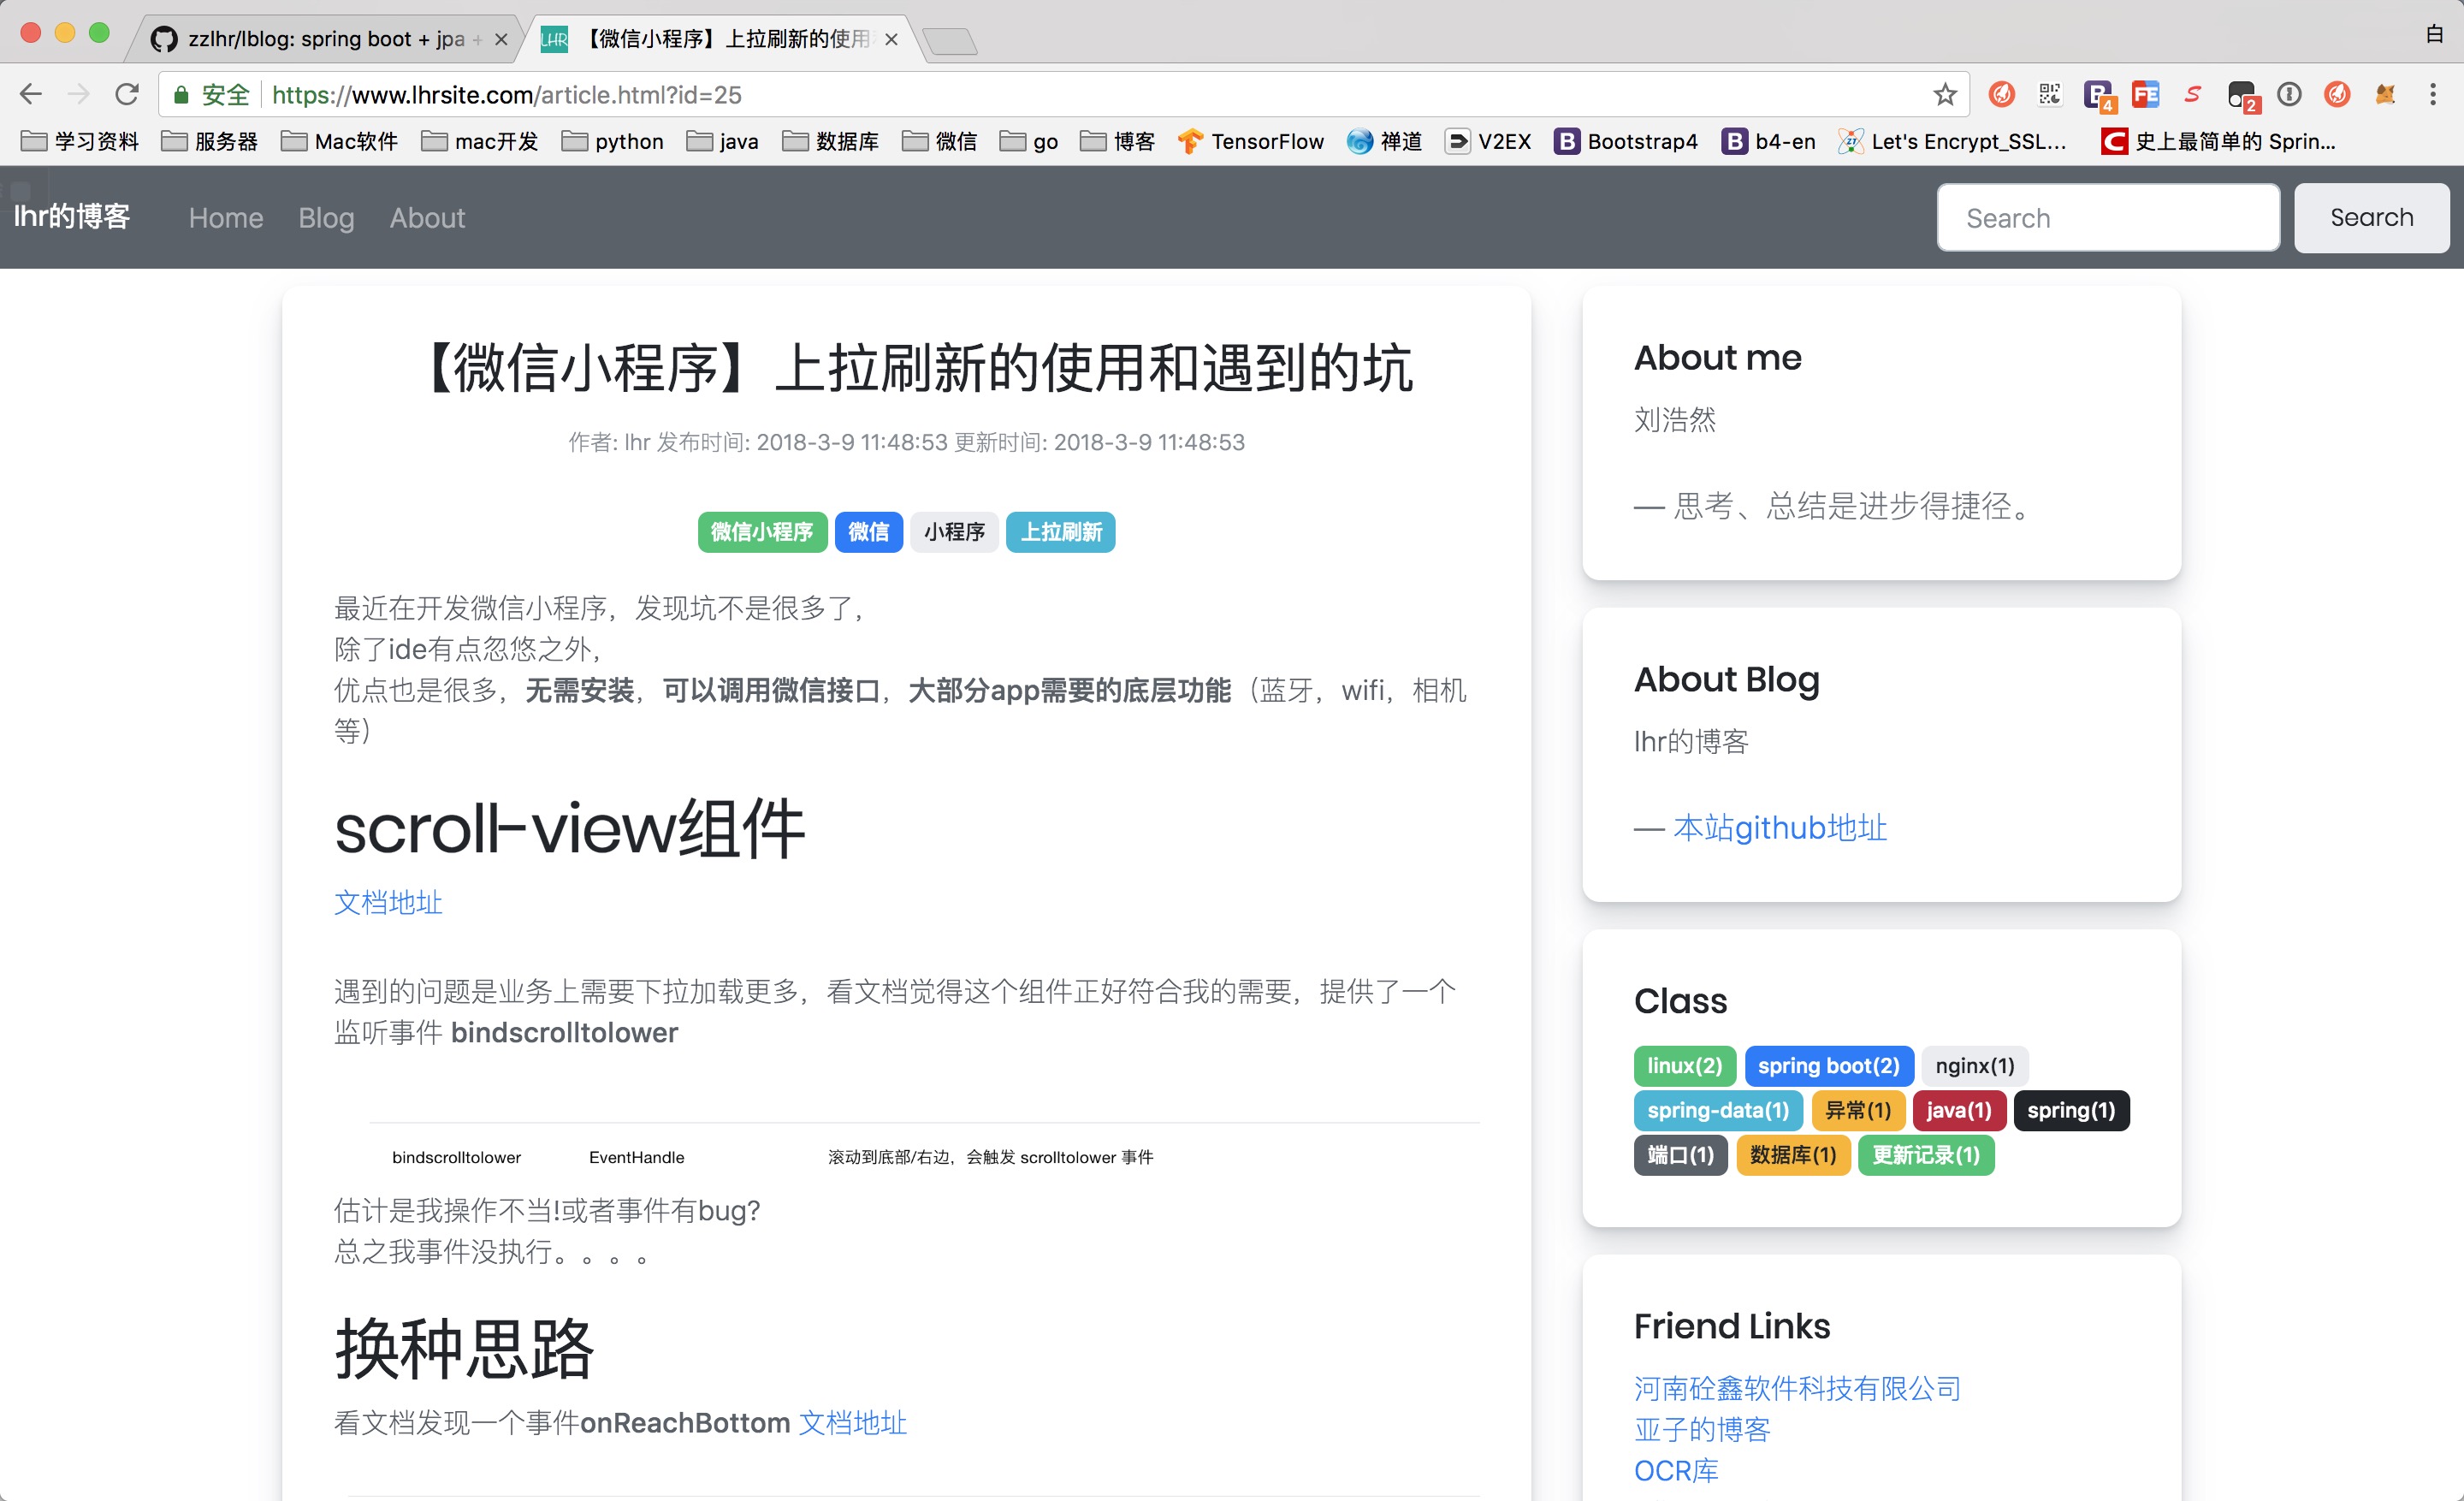 zzlhr/lblog: spring boot + jpa +
LHR
【微信小程序】上拉刷新的使用
白
安全
https://www.lhrsite.com/article.html?id=25
B 4
FE
2
学习资料
服务器
Mac软件
mac开发
python
java
数据库
微信
go
博客
TensorFlow
禅道
V2EX
B Bootstrap4
B b4-en
Let's Encrypt_SSL...
C 史上最简单的 Sprin...
lhr的博客
Home
Blog
About
Search
Search
【微信小程序】上拉刷新的使用和遇到的坑
作者: lhr 发布时间: 2018-3-9 11:48:53 更新时间: 2018-3-9 11:48:53
微信小程序 微信 小程序 上拉刷新
最近在开发微信小程序，发现坑不是很多了，
除了ide有点忽悠之外，
优点也是很多，无需安装，可以调用微信接口，大部分app需要的底层功能（蓝牙，wifi，相机
等）
scroll-view组件
文档地址
遇到的问题是业务上需要下拉加载更多，看文档觉得这个组件正好符合我的需要，提供了一个
监听事件 bindscrolltolower
bindscrolltolower EventHandle 滚动到底部/右边，会触发 scrolltolower 事件
估计是我操作不当!或者事件有bug?
总之我事件没执行。。。。
换种思路
看文档发现一个事件onReachBottom 文档地址
About me
刘浩然
— 思考、总结是进步得捷径。
About Blog
lhr的博客
— 本站github地址
Class
linux(2) spring boot(2) nginx(1)
spring-data(1) 异常(1) java(1) spring(1)
端口(1) 数据库(1) 更新记录(1)
Friend Links
河南砼鑫软件科技有限公司
亚子的博客
OCR库